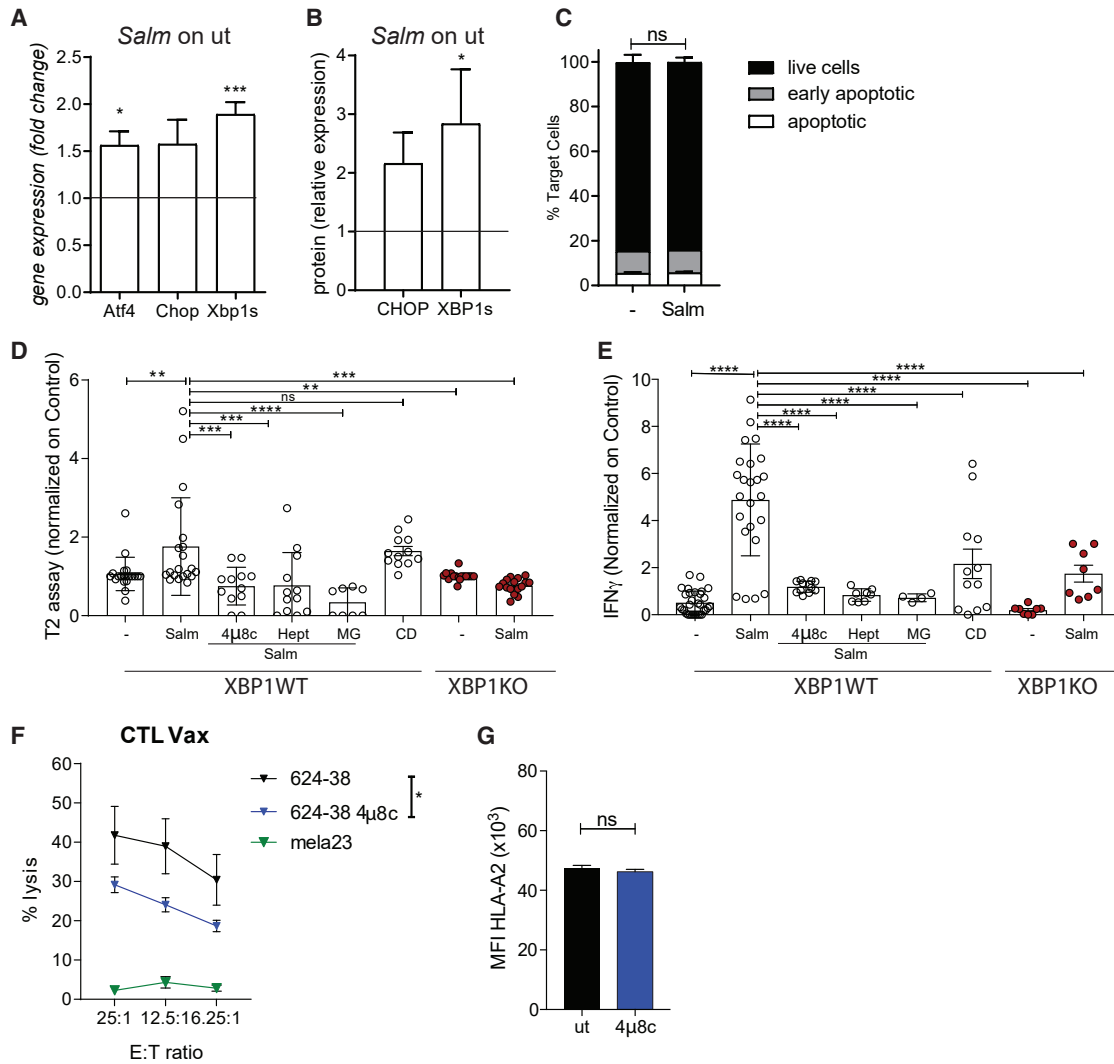 A
Salm on ut
gene expression (fold change)
2.5
2.0
1.5
1.0
0.5
0.0
*
***
Atf4 Chop Xbp1s
B
Salm on ut
protein (relative expression)
4
3
2
1
0
*
CHOP XBP1s
C
ns
% Target Cells
100
80
60
40
20
0
- Salm
live cells
early apoptotic
apoptotic
D
T2 assay (normalized on Control)
6
4
2
0
**
***
**
ns
****
***
***
- Salm 4µ8c Hept MG CD - Salm
Salm
XBP1WT XBP1KO
E
IFNγ (Normalized on Control)
10
8
6
4
2
0
****
****
****
****
****
****
****
- Salm 4µ8c Hept MG CD - Salm
Salm
XBP1WT XBP1KO
F
CTL Vax
% lysis
60
50
40
30
20
10
0
25:1 12.5:1 6.25:1
E:T ratio
624-38
624-38 4µ8c
mela23
*
G
MFI HLA-A2 (x10³)
80
60
40
20
0
ns
ut 4µ8c